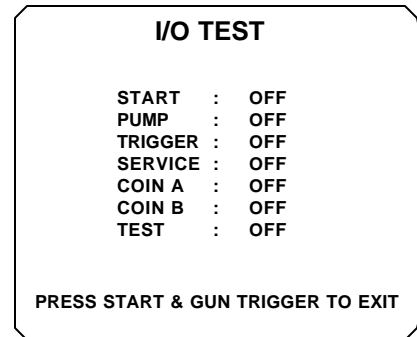 I/O TEST
START : OFF
PUMP : OFF
TRIGGER : OFF
SERVICE : OFF
COIN A : OFF
COIN B : OFF
TEST : OFF
PRESS START & GUN TRIGGER TO EXIT